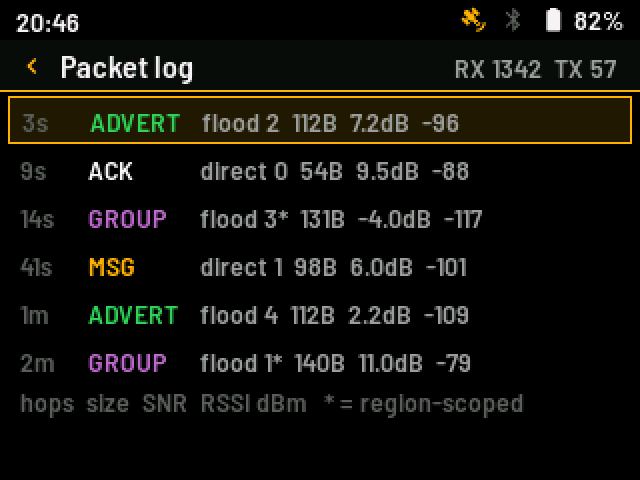 20:46 82%
Packet log RX 1342 TX 57
3s ADVERT flood 2 112B 7.2dB -96
9s ACK direct 0 54B 9.5dB -88
14s GROUP flood 3* 131B -4.0dB -117
41s MSG direct 1 98B 6.0dB -101
1m ADVERT flood 4 112B 2.2dB -109
2m GROUP flood 1* 140B 11.0dB -79
hops size SNR RSSI dBm * = region-scoped